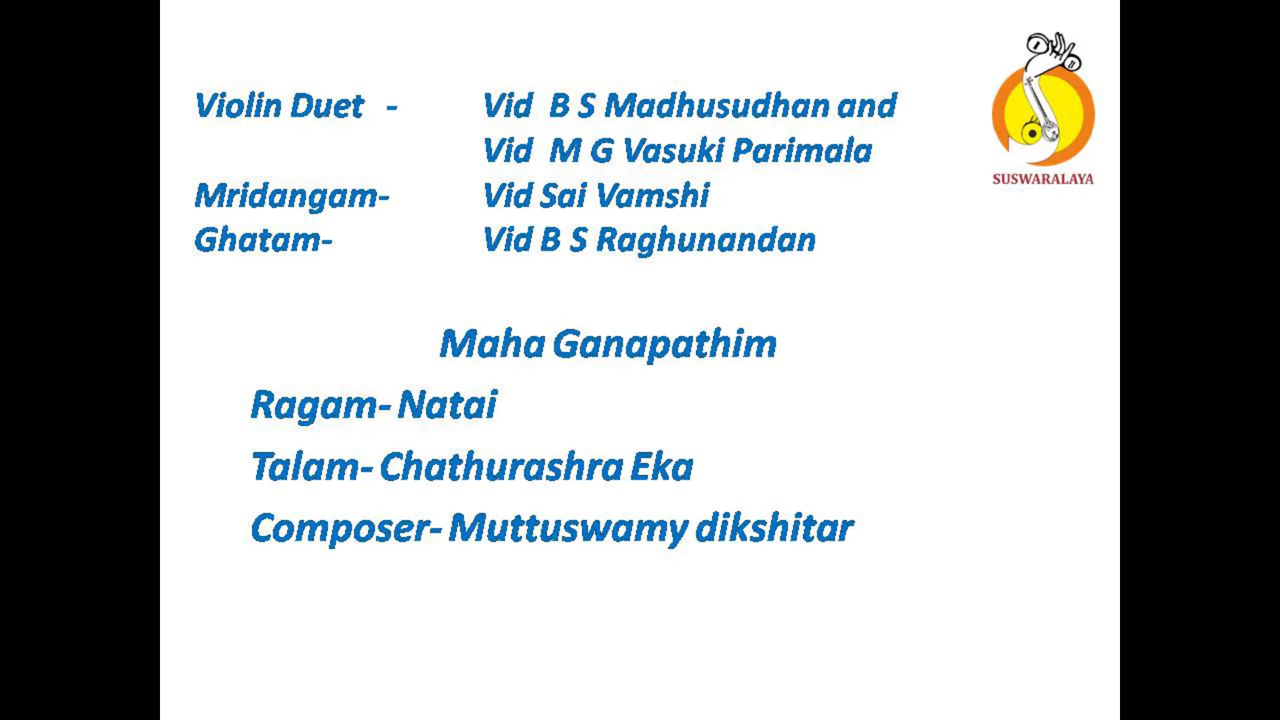 Violin Duet - Vid B S Madhusudhan and
Vid M G Vasuki Parimala
Mridangam- Vid Sai Vamshi
Ghatam- Vid B S Raghunandan
SUSWARALAYA
Maha Ganapathim
Ragam- Natai
Talam- Chathurashra Eka
Composer- Muttuswamy dikshitar